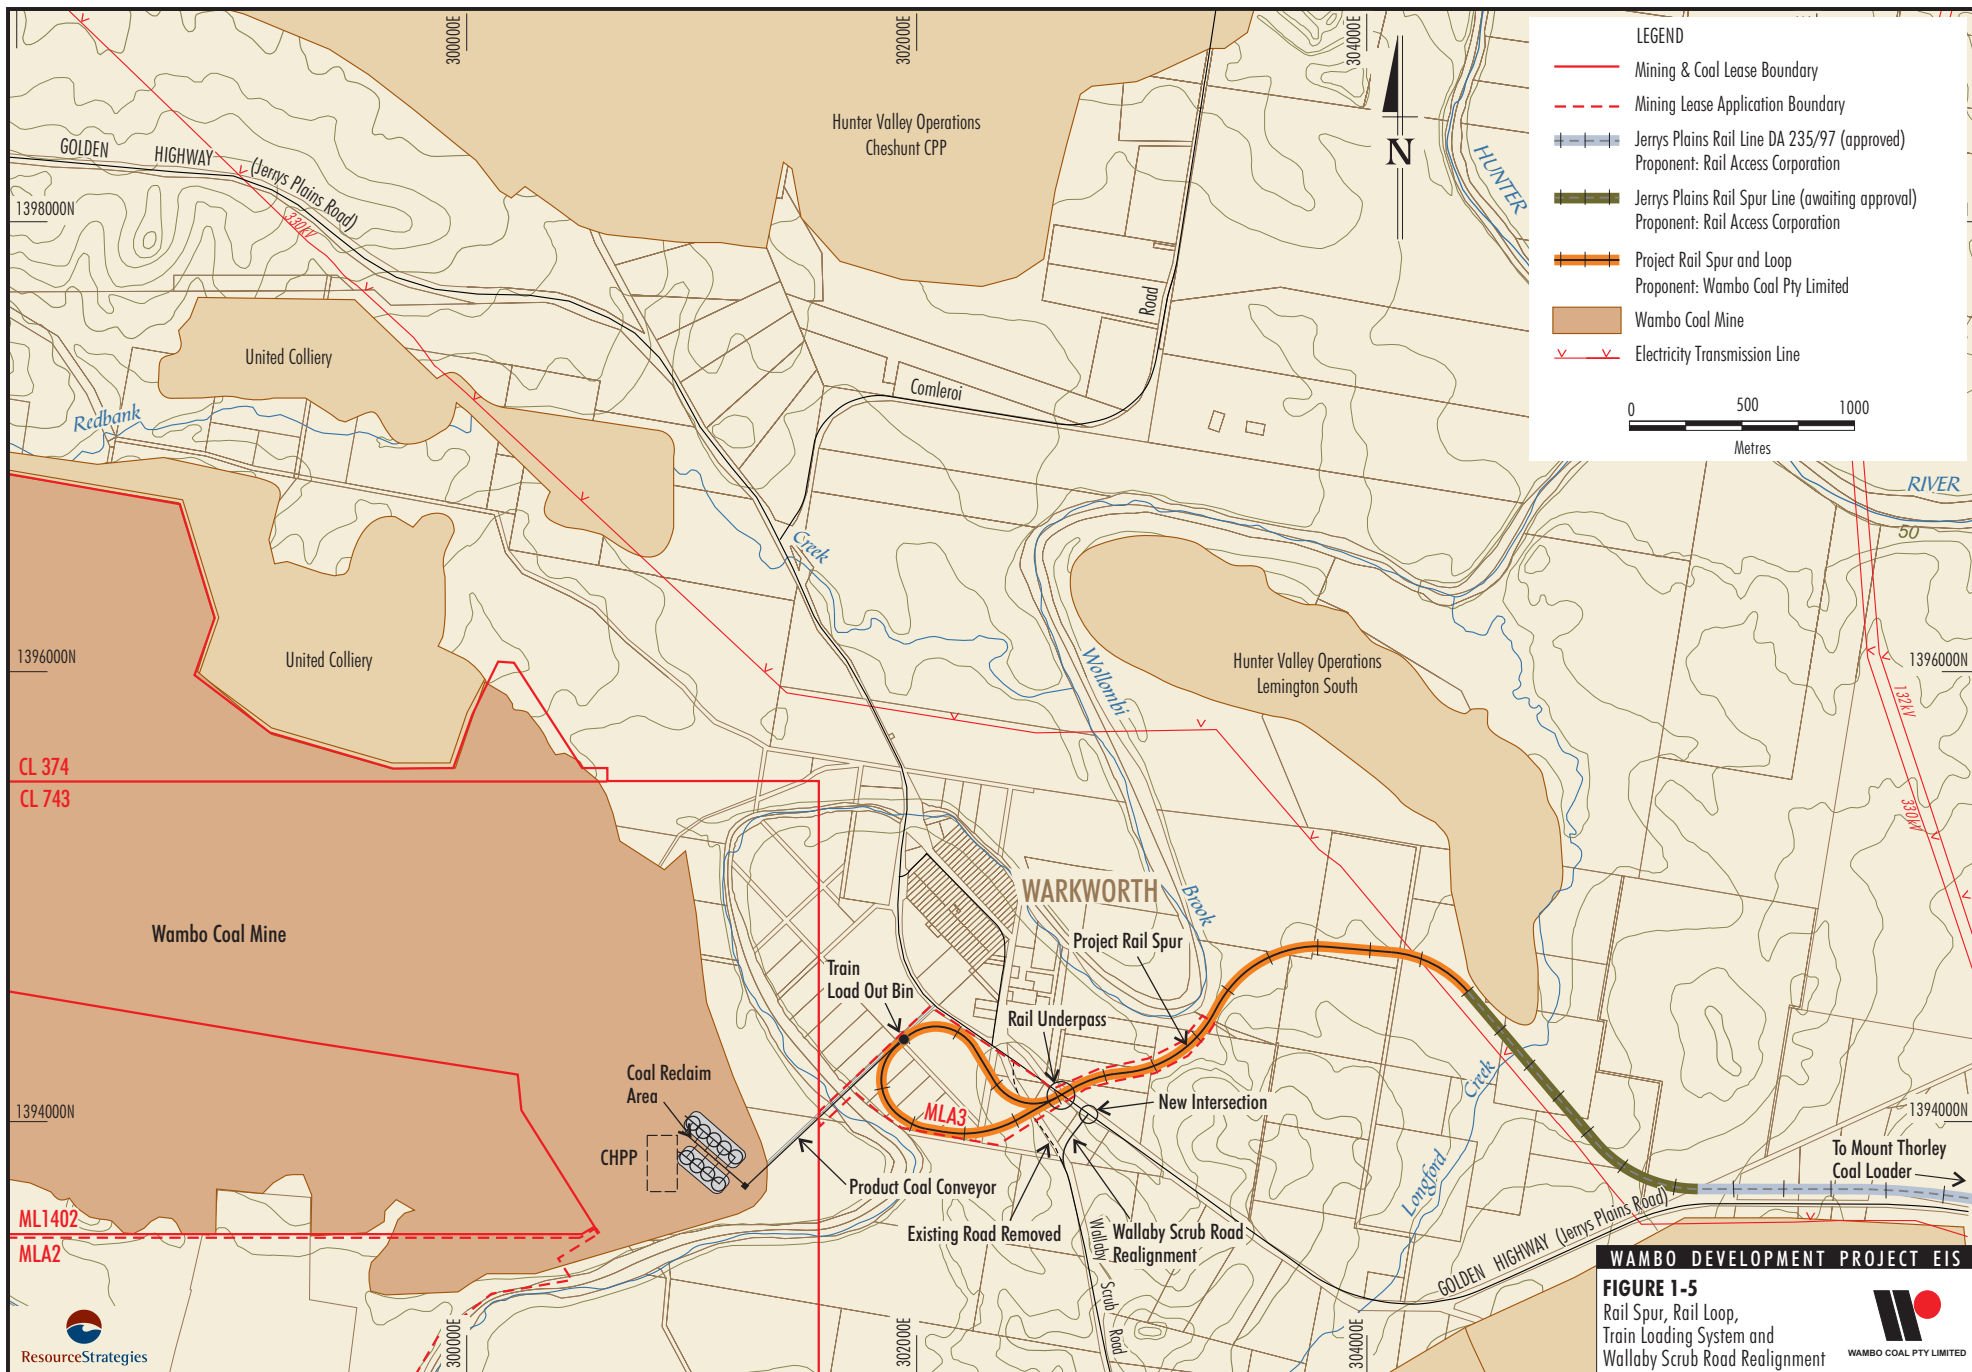 300000E
302000E
304000E
LEGEND
Mining & Coal Lease Boundary
Mining Lease Application Boundary
Jerrys Plains Rail Line DA 235/97 (approved)
Proponent: Rail Access Corporation
Jerrys Plains Rail Spur Line (awaiting approval)
Proponent: Rail Access Corporation
Project Rail Spur and Loop
Proponent: Wambo Coal Pty Limited
Wambo Coal Mine
Electricity Transmission Line
0 500 1000
Metres
N
Hunter Valley Operations
Cheshunt CPP
GOLDEN HIGHWAY (Jerrys Plains Road)
330kV
1398000N
HUNTER
RIVER
50
Road
Comleroi
United Colliery
Redbank
Creek
United Colliery
1396000N
1396000N
Hunter Valley Operations
Lemington South
Wollombi
Brook
132kV
330kV
CL 374
CL 743
WARKWORTH
Wambo Coal Mine
Project Rail Spur
Train
Load Out Bin
Rail Underpass
Coal Reclaim
Area
MLA3
New Intersection
1394000N
1394000N
CHPP
Product Coal Conveyor
Creek
Longford
To Mount Thorley
Coal Loader
Existing Road Removed
Wallaby Scrub Road
Realignment
Wallaby Scrub Road
GOLDEN HIGHWAY (Jerrys Plains Road)
ML1402
MLA2
300000E
302000E
304000E
ResourceStrategies
WAMBO DEVELOPMENT PROJECT EIS
FIGURE 1-5
Rail Spur, Rail Loop,
Train Loading System and
Wallaby Scrub Road Realignment
WAMBO COAL PTY LIMITED